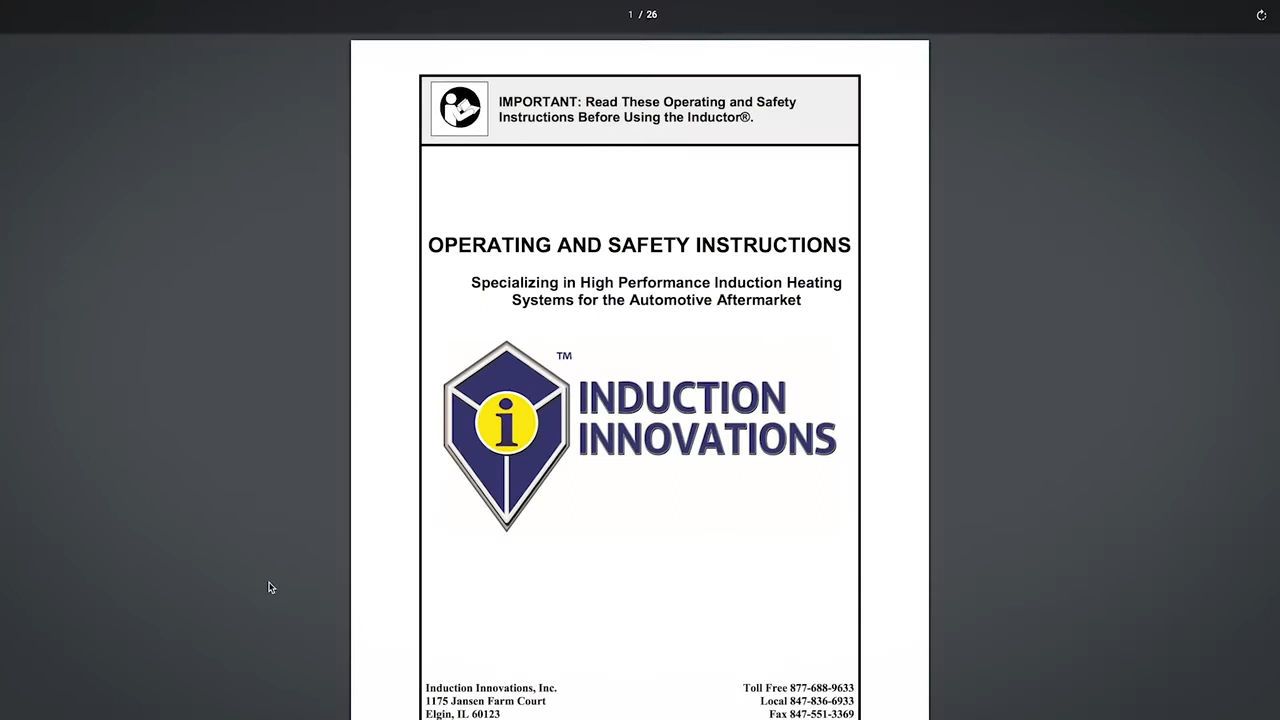 1 / 26
IMPORTANT: Read These Operating and Safety
Instructions Before Using the Inductor®.
OPERATING AND SAFETY INSTRUCTIONS
Specializing in High Performance Induction Heating
Systems for the Automotive Aftermarket
TM
i
INDUCTION
INNOVATIONS
Induction Innovations, Inc.
1175 Jansen Farm Court
Elgin, IL 60123
Toll Free 877-688-9633
Local 847-836-6933
Fax 847-551-3369